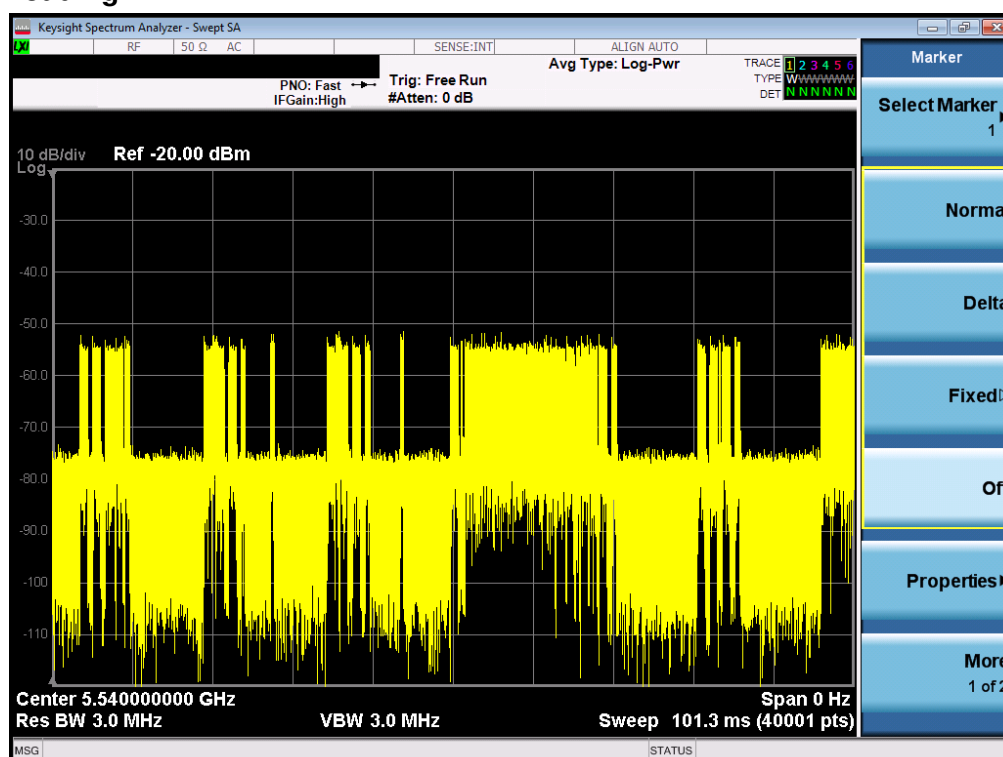 Keysight Spectrum Analyzer - Swept SA
LXI RF 50 Ω AC SENSE:INT ALIGN AUTO
Avg Type: Log-Pwr
TRACE 1 2 3 4 5 6
TYPE WWWWWW
DET N N N N N N
PNO: Fast
IFGain:High
Trig: Free Run
#Atten: 0 dB
10 dB/div Ref -20.00 dBm
Log
-30.0
-40.0
-50.0
-60.0
-70.0
-80.0
-90.0
-100
-110
Center 5.540000000 GHz Span 0 Hz
Res BW 3.0 MHz VBW 3.0 MHz Sweep 101.3 ms (40001 pts)
MSG STATUS
Marker
Select Marker
1
Norma
Delta
Fixed
Of
Properties
More
1 of 2